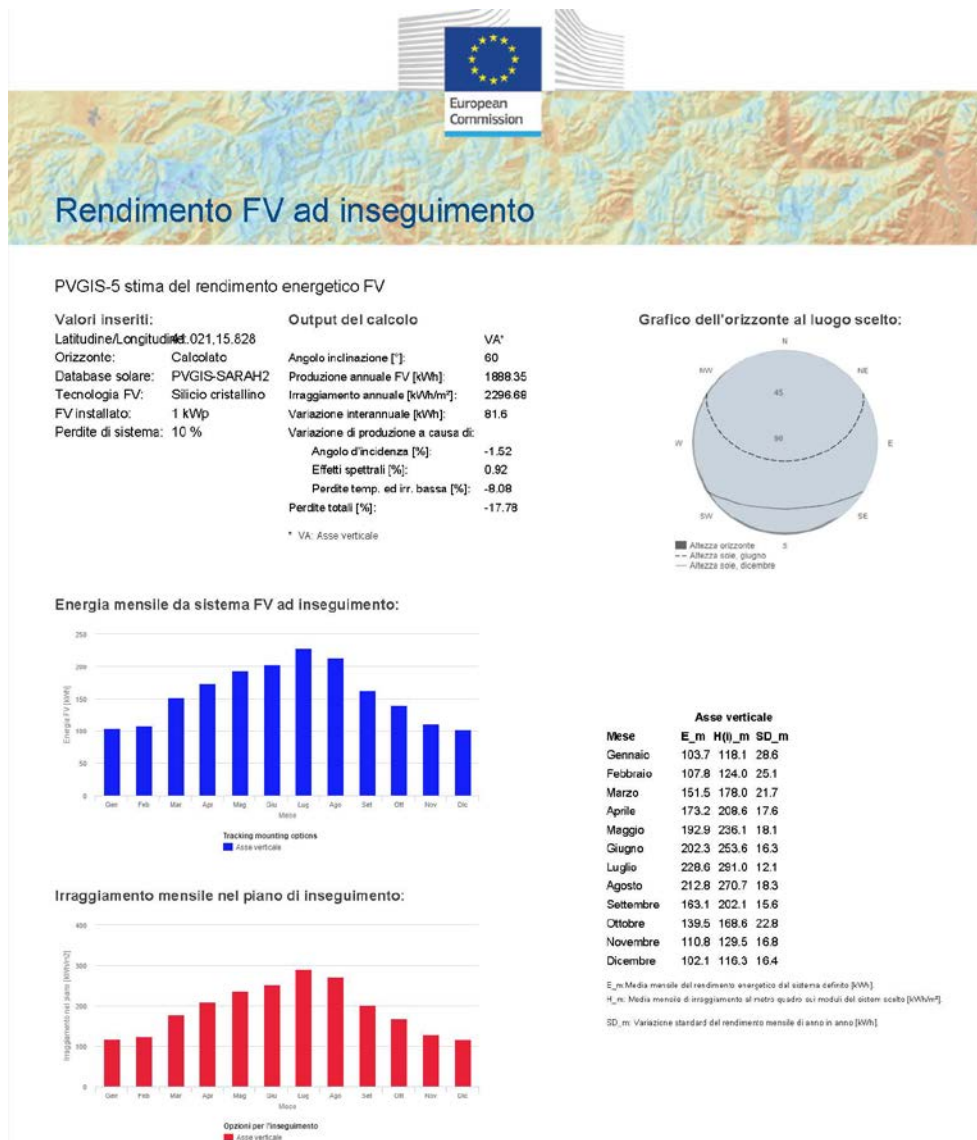 European
Commission
Rendimento FV ad inseguimento
PVGIS-5 stima del rendimento energetico FV
Valori inseriti:
Latitudine/Longitudine: 41.021,15.828
Orizzonte: Calcolato
Database solare: PVGIS-SARAH2
Tecnologia FV: Silicio cristallino
FV installato: 1 kWp
Perdite di sistema: 10 %
Output del calcolo
VA*
Angolo inclinazione [°]: 60
Produzione annuale FV [kWh]: 1888.35
Irraggiamento annuale [kWh/m²]: 2296.68
Variazione interannuale [kWh]: 81.6
Variazione di produzione a causa di:
Angolo d'incidenza [%]: -1.52
Effetti spettrali [%]: 0.92
Perdite temp. ed irr. bassa [%]: -8.08
Perdite totali [%]: -17.78
* VA: Asse verticale
Grafico dell'orizzonte al luogo scelto:
N
NW NE
45
W 90 E
SW SE
S
Altezza orizzonte
Altezza sole, giugno
Altezza sole, dicembre
Energia mensile da sistema FV ad inseguimento:
Energia FV [kWh]
250
200
150
100
50
0
Gen Feb Mar Apr Mag Giu Lug Ago Set Ott Nov Dic
Mese
Tracking mounting options
Asse verticale
Irraggiamento mensile nel piano di inseguimento:
Irraggiamento nel piano [kWh/m2]
400
300
200
100
0
Gen Feb Mar Apr Mag Giu Lug Ago Set Ott Nov Dic
Mese
Opzioni per l'inseguimento
Asse verticale
Asse verticale
Mese E_m H(i)_m SD_m
Gennaio 103.7 118.1 28.6
Febbraio 107.8 124.0 25.1
Marzo 151.5 178.0 21.7
Aprile 173.2 208.6 17.6
Maggio 192.9 236.1 18.1
Giugno 202.3 253.6 16.3
Luglio 228.6 291.0 12.1
Agosto 212.8 270.7 18.3
Settembre 163.1 202.1 15.6
Ottobre 139.5 168.6 22.8
Novembre 110.8 129.5 16.8
Dicembre 102.1 116.3 16.4
E_m: Media mensile del rendimento energetico del sistema definito [kWh].
H_m: Media mensile di irraggiamento al metro quadro sui moduli del sistem scelto [kWh/m²].
SD_m: Variazione standard del rendimento mensile di anno in anno [kWh].